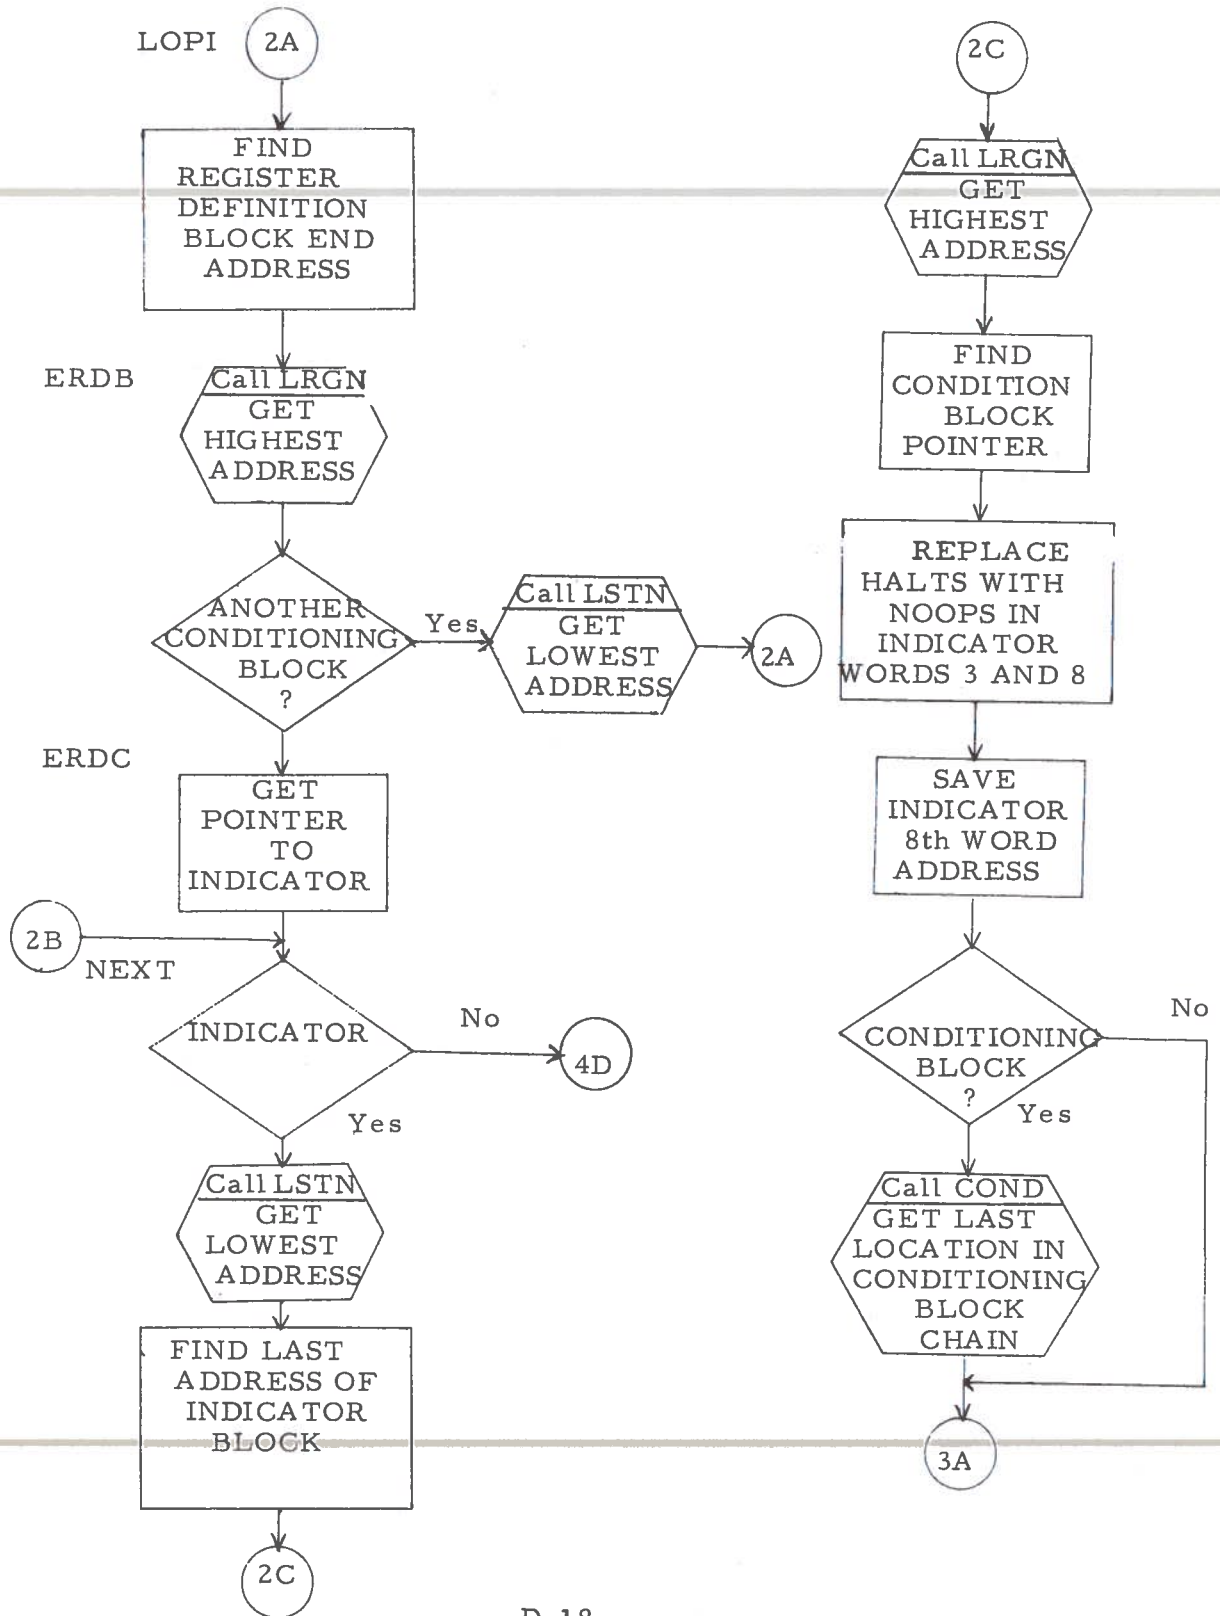 LOPI
2A
FIND
REGISTER
DEFINITION
BLOCK END
ADDRESS
ERDB
Call LRGN
GET
HIGHEST
ADDRESS
ANOTHER
CONDITIONING
BLOCK
?
Yes
Call LSTN
GET
LOWEST
ADDRESS
2A
ERDC
GET
POINTER
TO
INDICATOR
2B
NEXT
INDICATOR
No
4D
Yes
Call LSTN
GET
LOWEST
ADDRESS
FIND LAST
ADDRESS OF
INDICATOR
BLOCK
2C
2C
Call LRGN
GET
HIGHEST
ADDRESS
FIND
CONDITION
BLOCK
POINTER
REPLACE
HALTS WITH
NOOPS IN
INDICATOR
WORDS 3 AND 8
SAVE
INDICATOR
8th WORD
ADDRESS
CONDITIONING
BLOCK
?
No
Yes
Call COND
GET LAST
LOCATION IN
CONDITIONING
BLOCK
CHAIN
3A